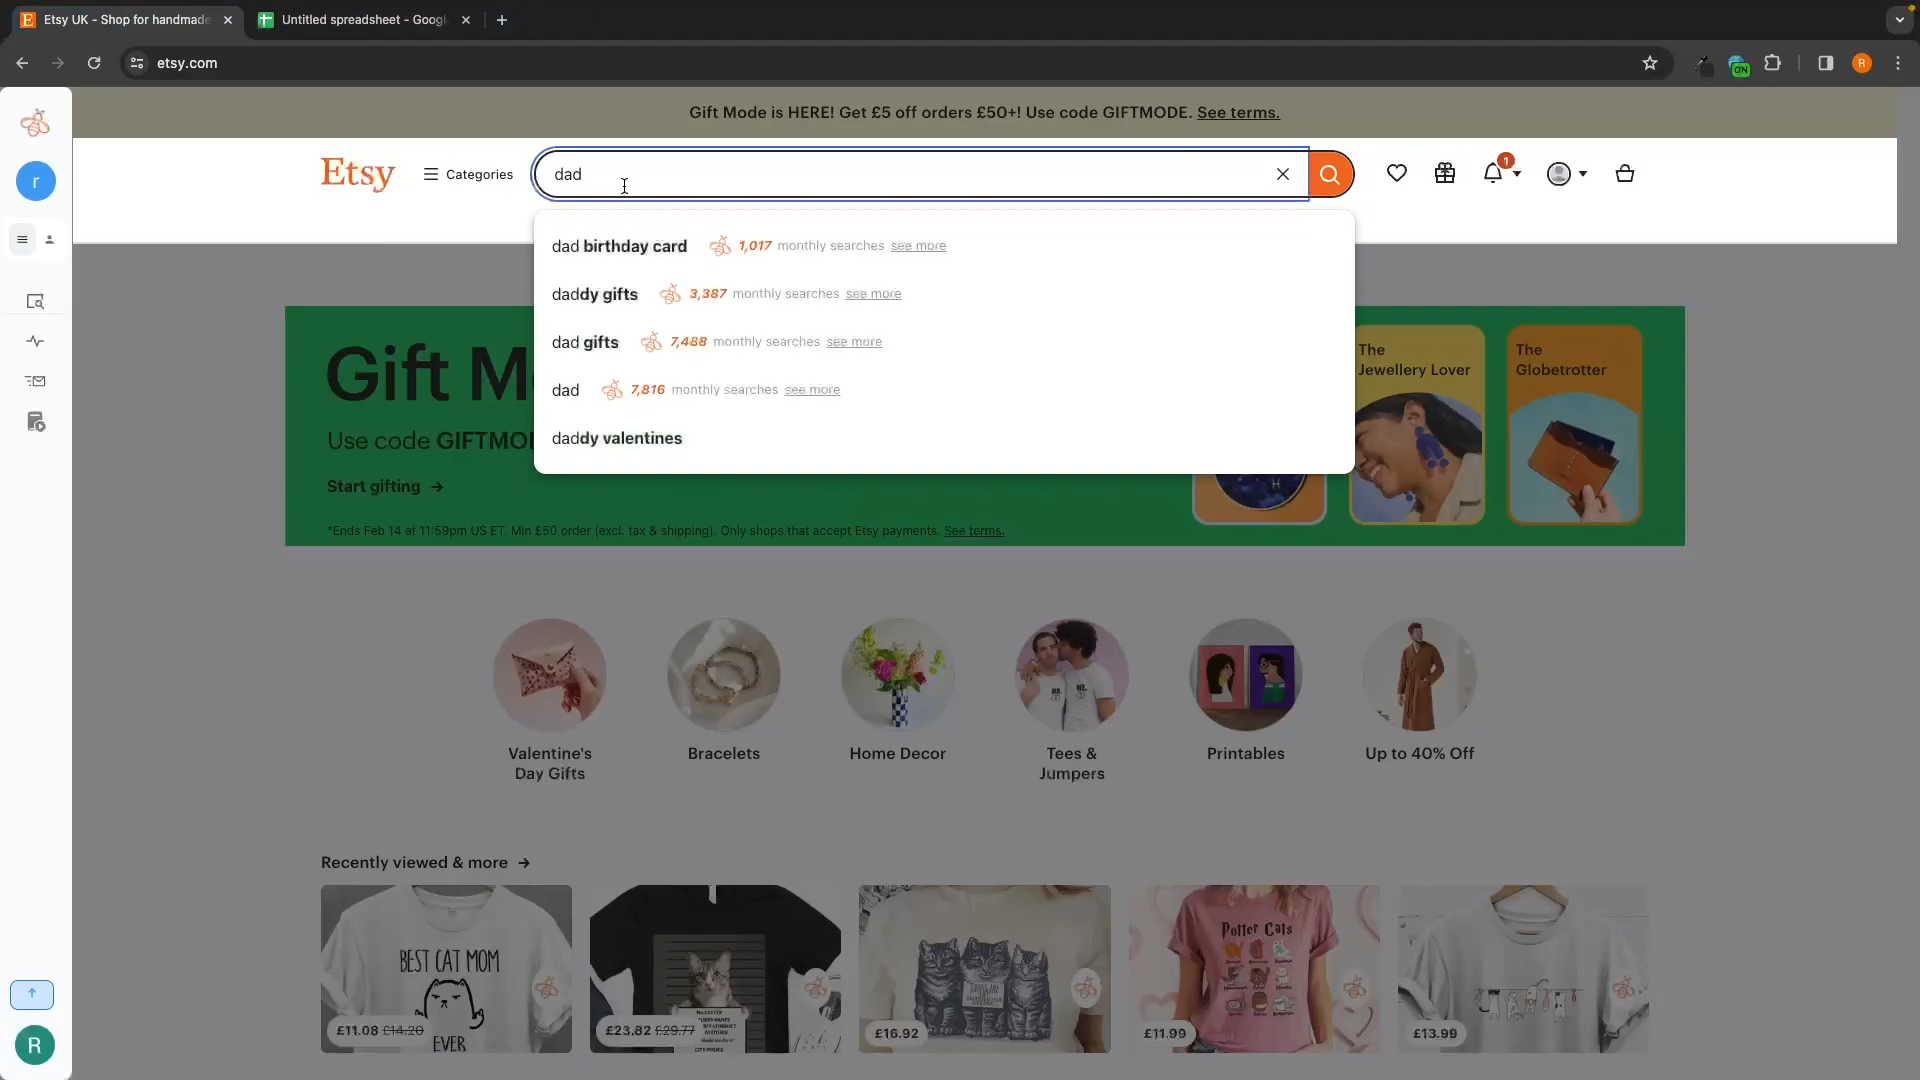 Etsy UK - Shop for handmade
Untitled spreadsheet - Googl
etsy.com
ON
R
Gift Mode is HERE! Get £5 off orders £50+! Use code GIFTMODE. See terms.
r
Etsy
Categories
dad
1
dad birthday card 1,017 monthly searches see more
daddy gifts 3,387 monthly searches see more
dad gifts 7,488 monthly searches see more
dad 7,816 monthly searches see more
daddy valentines
Gift M
Use code GIFTMO
Start gifting →
*Ends Feb 14 at 11:59pm US ET. Min £50 order (excl. tax & shipping). Only shops that accept Etsy payments. See terms.
The
Jewellery Lover
The
Globetrotter
Valentine's
Day Gifts
Bracelets
Home Decor
Tees &
Jumpers
Printables
Up to 40% Off
Recently viewed & more →
BEST CAT MOM
EVER
£11.08 £14.20
£23.82 £29.77
£16.92
Potter Cats
£11.99
£13.99
R